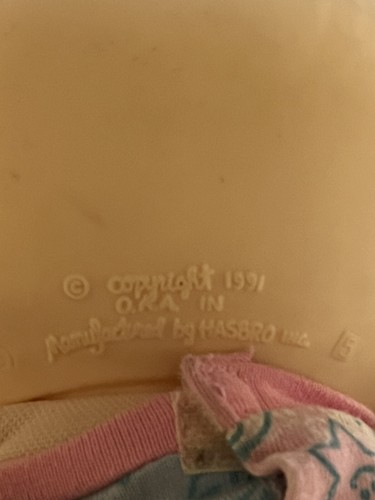 © copyright 1991
O.A.A. IN
Manufactured by HASBRO INC.
E